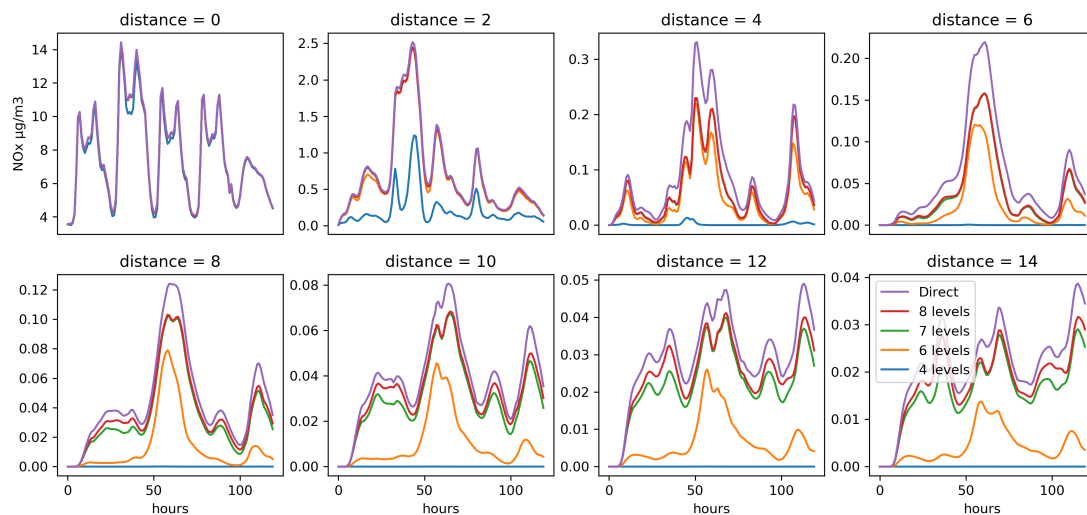 distance = 0
distance = 2
distance = 4
distance = 6
NOx µg/m3
14
12
10
8
6
4
2.5
2.0
1.5
1.0
0.5
0.0
0.3
0.2
0.1
0.0
0.20
0.15
0.10
0.05
0.00
distance = 8
distance = 10
distance = 12
distance = 14
0.12
0.10
0.08
0.06
0.04
0.02
0.00
0.08
0.06
0.04
0.02
0.00
0.05
0.04
0.03
0.02
0.01
0.00
0.04
0.03
0.02
0.01
0.00
Direct
8 levels
7 levels
6 levels
4 levels
0 50 100
0 50 100
0 50 100
0 50 100
hours
hours
hours
hours